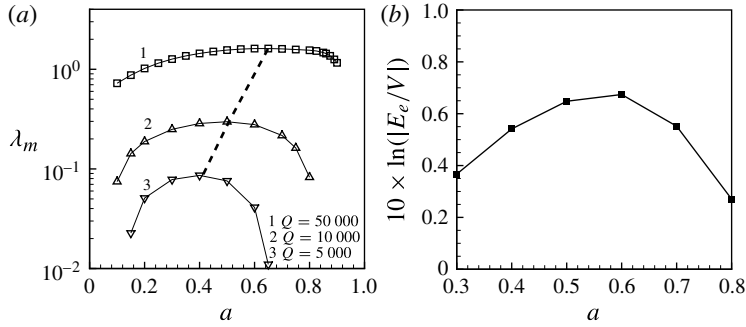 (a)
10⁰
10⁻¹
10⁻²
λm
1
2
3
1 Q = 50 000
2 Q = 10 000
3 Q = 5 000
0 0.2 0.4 0.6 0.8 1.0
a
(b)
1.0
0.8
0.6
0.4
0.2
0
10 × ln(|Ee/V|)
0.3 0.4 0.5 0.6 0.7 0.8
a